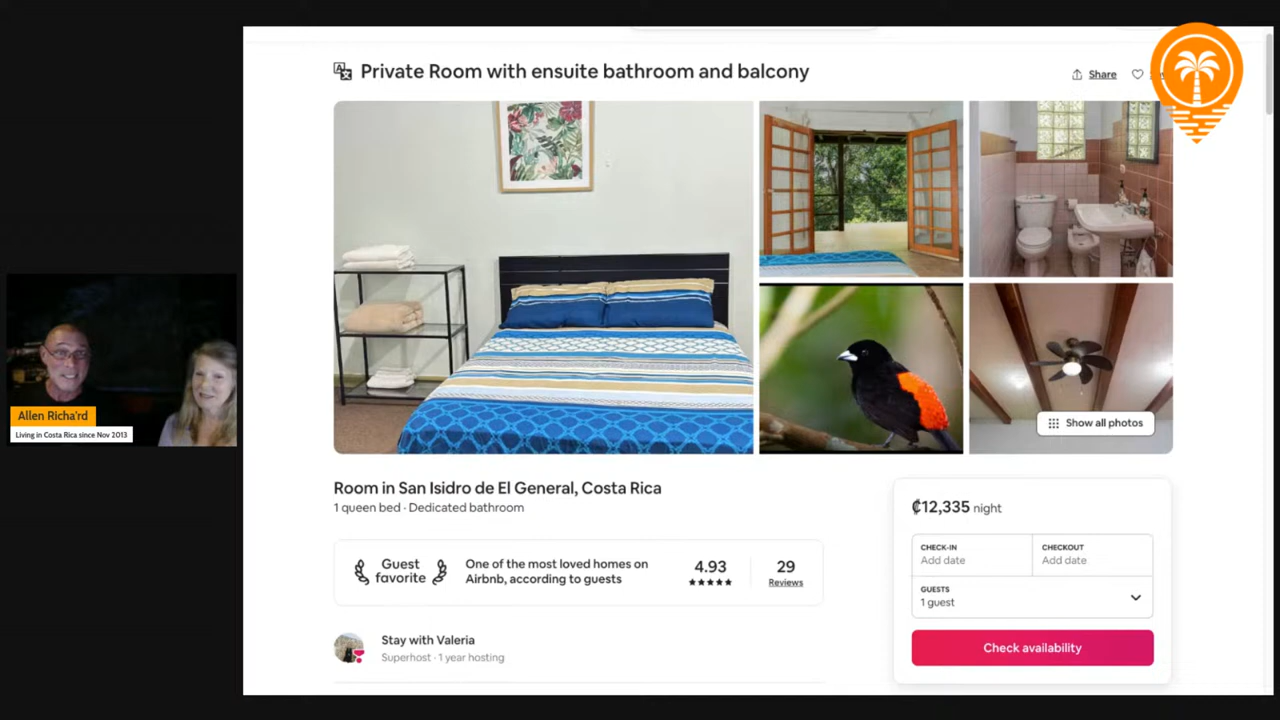 Private Room with ensuite bathroom and balcony
Share
Show all photos
Allen Richa'rd
Living in Costa Rica since Nov 2013
Room in San Isidro de El General, Costa Rica
1 queen bed · Dedicated bathroom
Guest
favorite
One of the most loved homes on
Airbnb, according to guests
4.93
29
Reviews
Stay with Valeria
Superhost · 1 year hosting
₡12,335 night
CHECK-IN
Add date
CHECKOUT
Add date
GUESTS
1 guest
Check availability